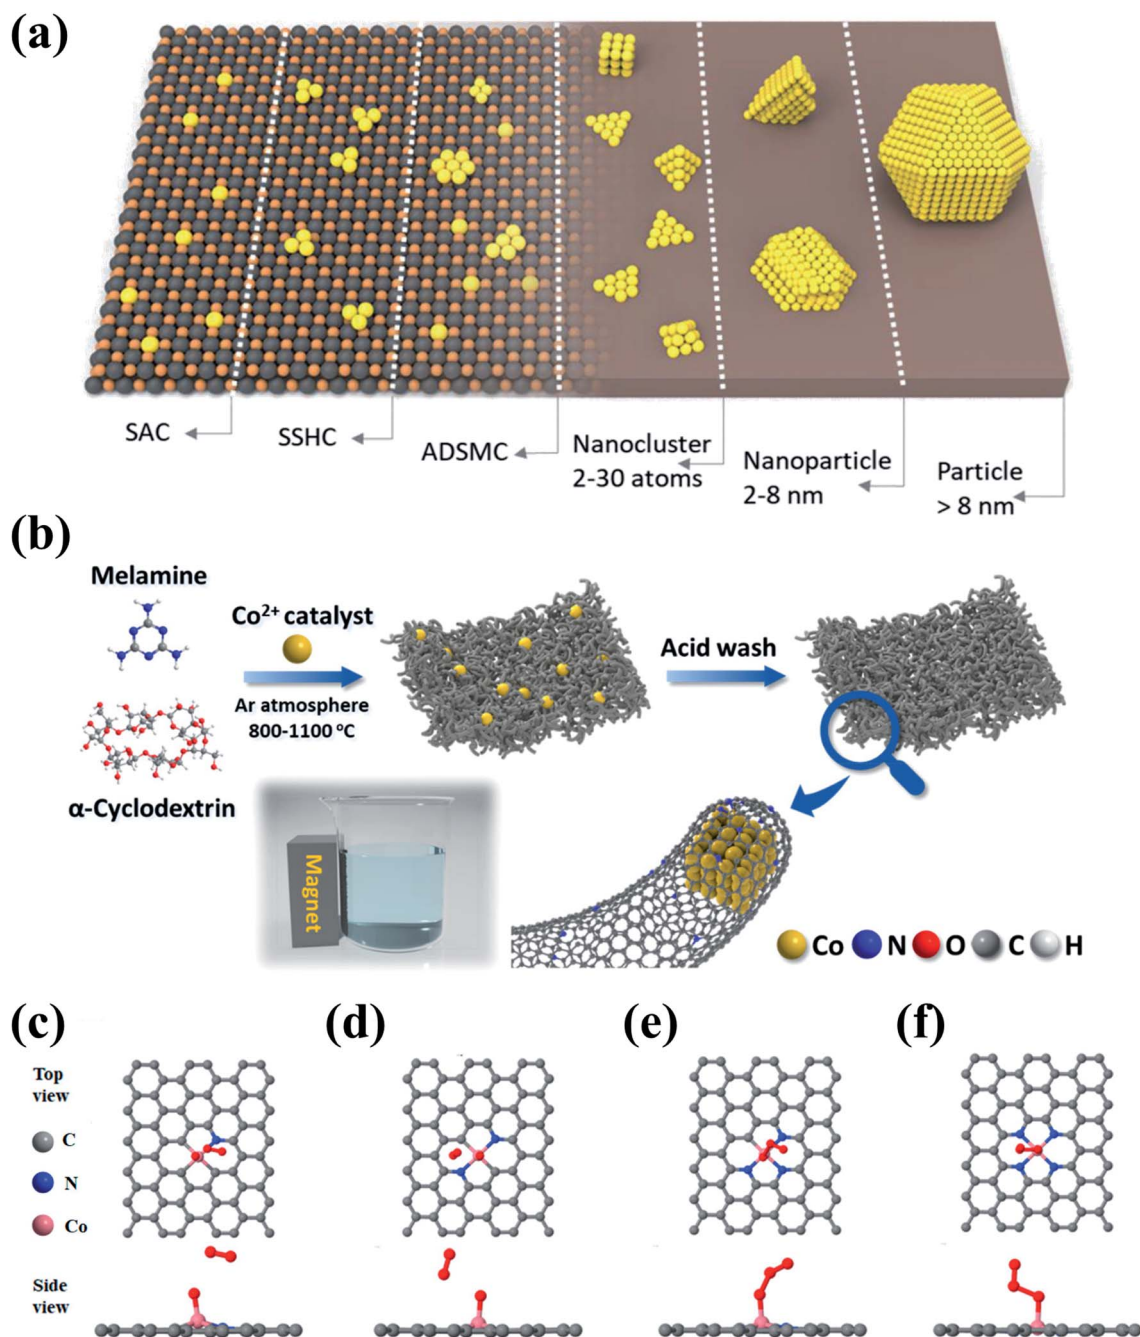 (a)
SAC
SSHC
ADSMC
Nanocluster
2-30 atoms
Nanoparticle
2-8 nm
Particle
> 8 nm
(b)
Melamine
α-Cyclodextrin
Co²⁺ catalyst
Ar atmosphere
800-1100 ºC
Acid wash
Magnet
Co N O C H
(c) (d) (e) (f)
Top
view
C
N
Co
Side
view